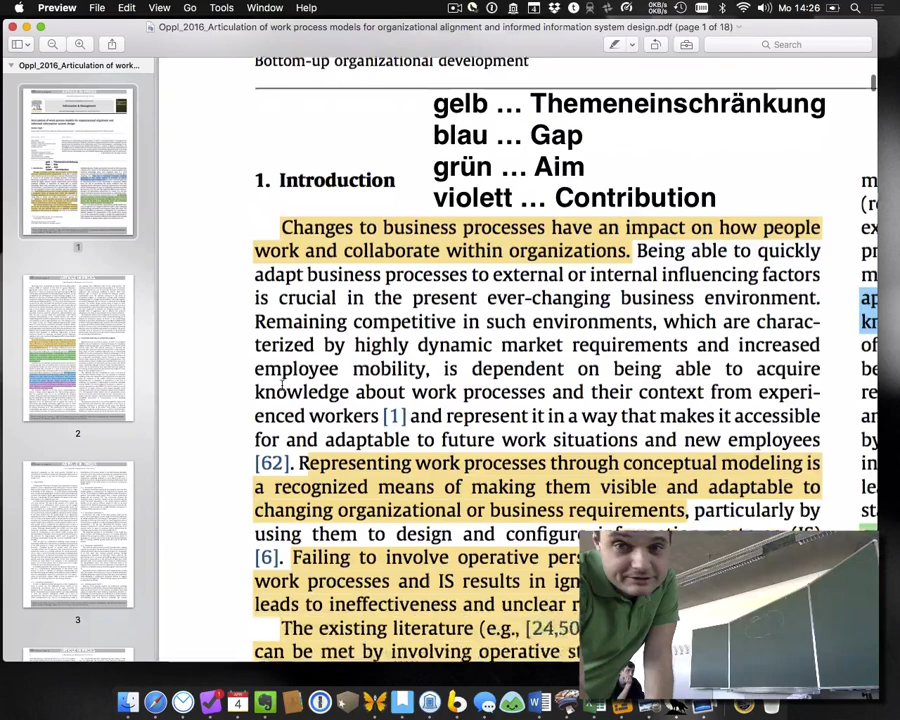 Preview File Edit View Go Tools Window Help
0KB/s
0KB/s
Mo 14:26
Oppl_2016_Articulation of work process models for organizational alignment and informed information system design.pdf (page 1 of 18)
Search
Oppl_2016_Articulation of work...
1
2
3
Bottom-up organizational development
gelb ... Themeneinschränkung
blau ... Gap
grün ... Aim
violett ... Contribution
1. Introduction
Changes to business processes have an impact on how people
work and collaborate within organizations. Being able to quickly
adapt business processes to external or internal influencing factors
is crucial in the present ever-changing business environment.
Remaining competitive in such environments, which are charac-
terized by highly dynamic market requirements and increased
employee mobility, is dependent on being able to acquire
knowledge about work processes and their context from experi-
enced workers [1] and represent it in a way that makes it accessible
for and adaptable to future work situations and new employees
[62]. Representing work processes through conceptual modeling is
a recognized means of making them visible and adaptable to
changing organizational or business requirements, particularly by
using them to design and configure
[6]. Failing to involve operative
work processes and IS results in
leads to ineffectiveness and unclear
The existing literature (e.g., [24,50
can be met by involving operative
4